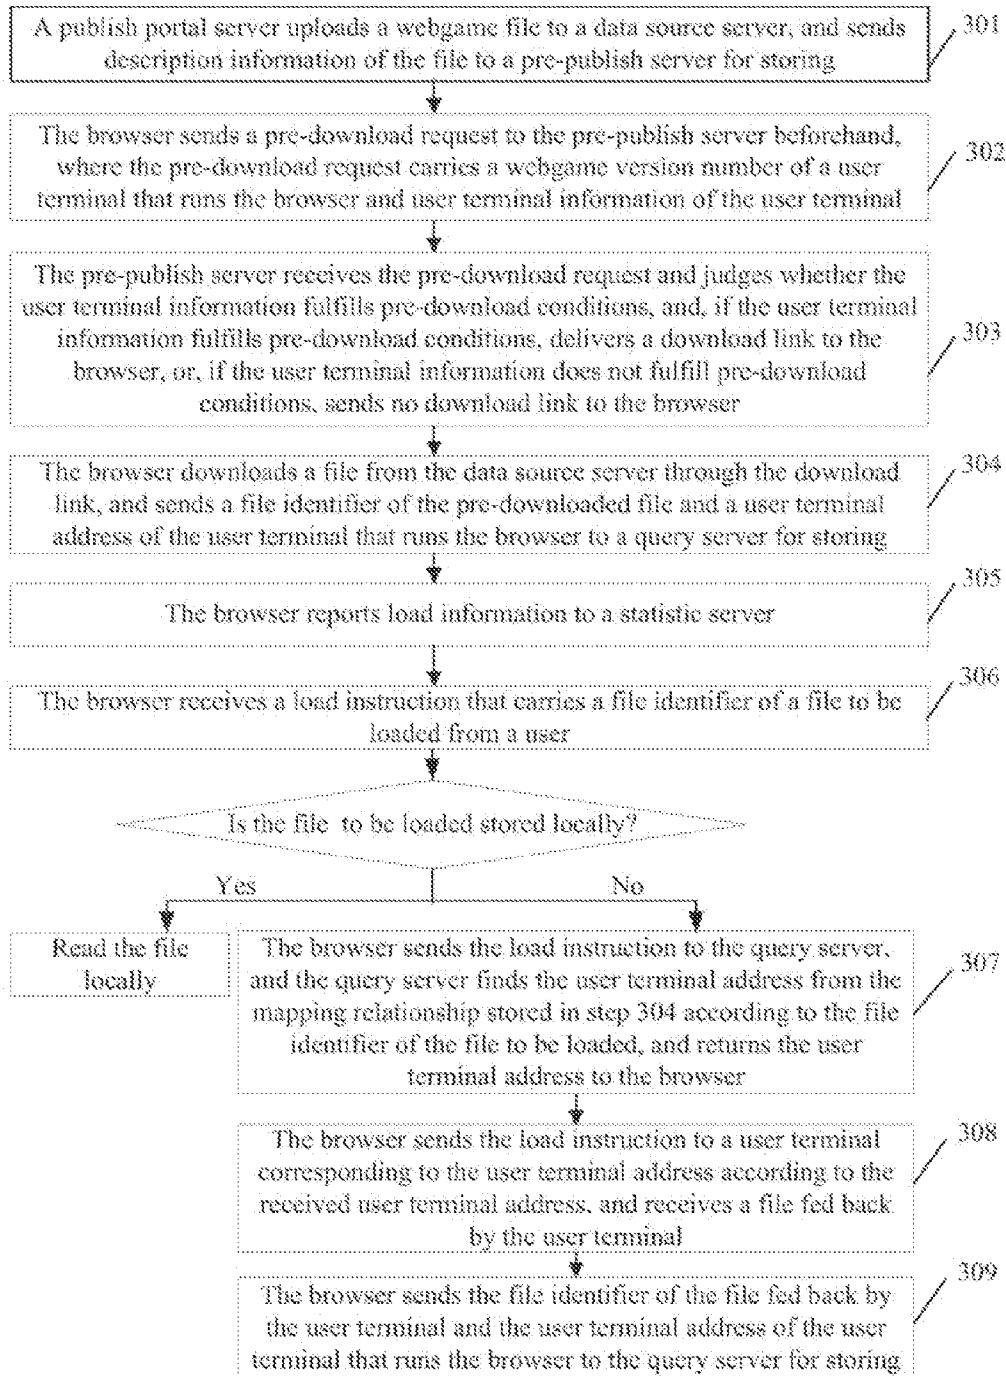 A publish portal server uploads a webgame file to a data source server, and sends
description information of the file to a pre-publish server for storing
301
The browser sends a pre-download request to the pre-publish server beforehand,
where the pre-download request carries a webgame version number of a user
terminal that runs the browser and user terminal information of the user terminal
302
The pre-publish server receives the pre-download request and judges whether the
user terminal information fulfills pre-download conditions, and, if the user terminal
information fulfills pre-download conditions, delivers a download link to the
browser, or, if the user terminal information does not fulfill pre-download
conditions, sends no download link to the browser
303
The browser downloads a file from the data source server through the download
link, and sends a file identifier of the pre-downloaded file and a user terminal
address of the user terminal that runs the browser to a query server for storing
304
The browser reports load information to a statistic server
305
The browser receives a load instruction that carries a file identifier of a file to be
loaded from a user
306
Is the file to be loaded stored locally?
Yes
No
Read the file
locally
The browser sends the load instruction to the query server,
and the query server finds the user terminal address from the
mapping relationship stored in step 304 according to the file
identifier of the file to be loaded, and returns the user
terminal address to the browser
307
The browser sends the load instruction to a user terminal
corresponding to the user terminal address according to the
received user terminal address, and receives a file fed back
by the user terminal
308
The browser sends the file identifier of the file fed back by
the user terminal and the user terminal address of the user
terminal that runs the browser to the query server for storing
309